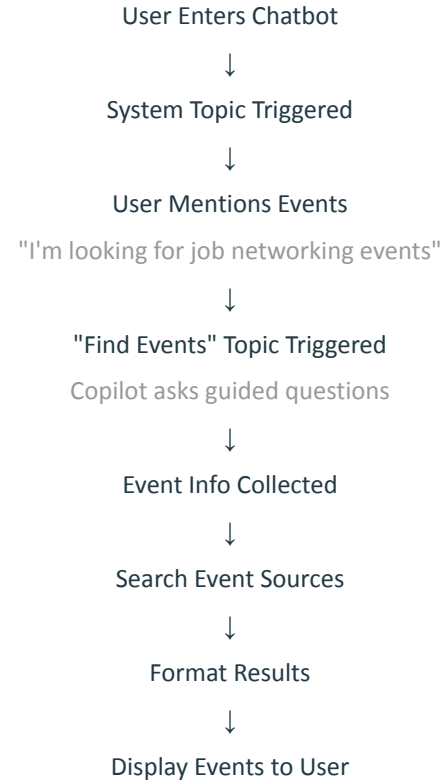 User Enters Chatbot
↓
System Topic Triggered
↓
User Mentions Events
"I'm looking for job networking events"
↓
"Find Events" Topic Triggered
Copilot asks guided questions
↓
Event Info Collected
↓
Search Event Sources
↓
Format Results
↓
Display Events to User